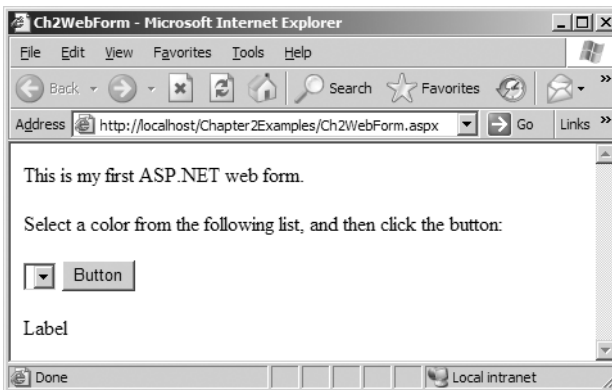 Ch2WebForm - Microsoft Internet Explorer
File Edit View Favorites Tools Help
Back Search Favorites »
Address http://localhost/Chapter2Examples/Ch2WebForm.aspx Go Links »
This is my first ASP.NET web form.
Select a color from the following list, and then click the button:
Button
Label
Done Local intranet